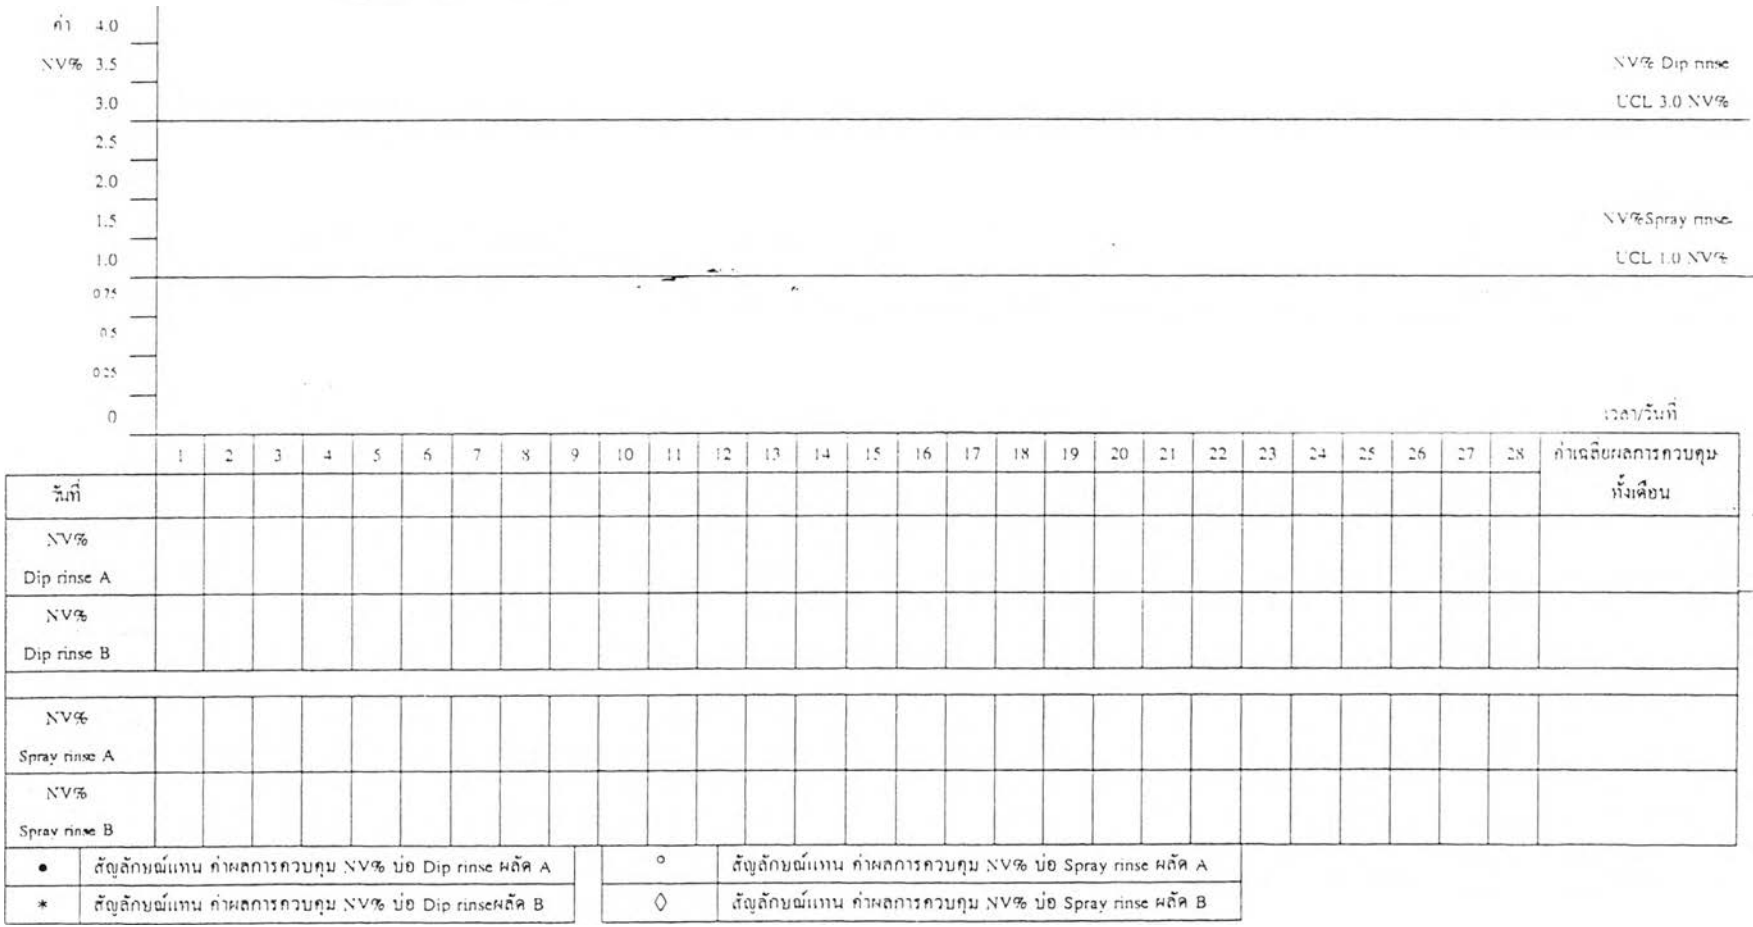 ค่า 4.0
NV% 3.5
NV% Dip rinse
3.0
UCL 3.0 NV%
2.5
2.0
1.5
NV%Spray rinse
1.0
UCL 1.0 NV%
0.75
0.5
0.25
0
เวลา/วันที่
1 2 3 4 5 6 7 8 9 10 11 12 13 14 15 16 17 18 19 20 21 22 23 24 25 26 27 28 ค่าเฉลี่ยผลการควบคุม
วันที่ ทั้งเดือน
NV%
Dip rinse A
NV%
Dip rinse B
NV%
Spray rinse A
NV%
Spray rinse B
● สัญลักษณ์แทน ค่าผลการควบคุม NV% บ่อ Dip rinse ผลัด A
○ สัญลักษณ์แทน ค่าผลการควบคุม NV% บ่อ Spray rinse ผลัด A
* สัญลักษณ์แทน ค่าผลการควบคุม NV% บ่อ Dip rinseผลัด B
◇ สัญลักษณ์แทน ค่าผลการควบคุม NV% บ่อ Spray rinse ผลัด B